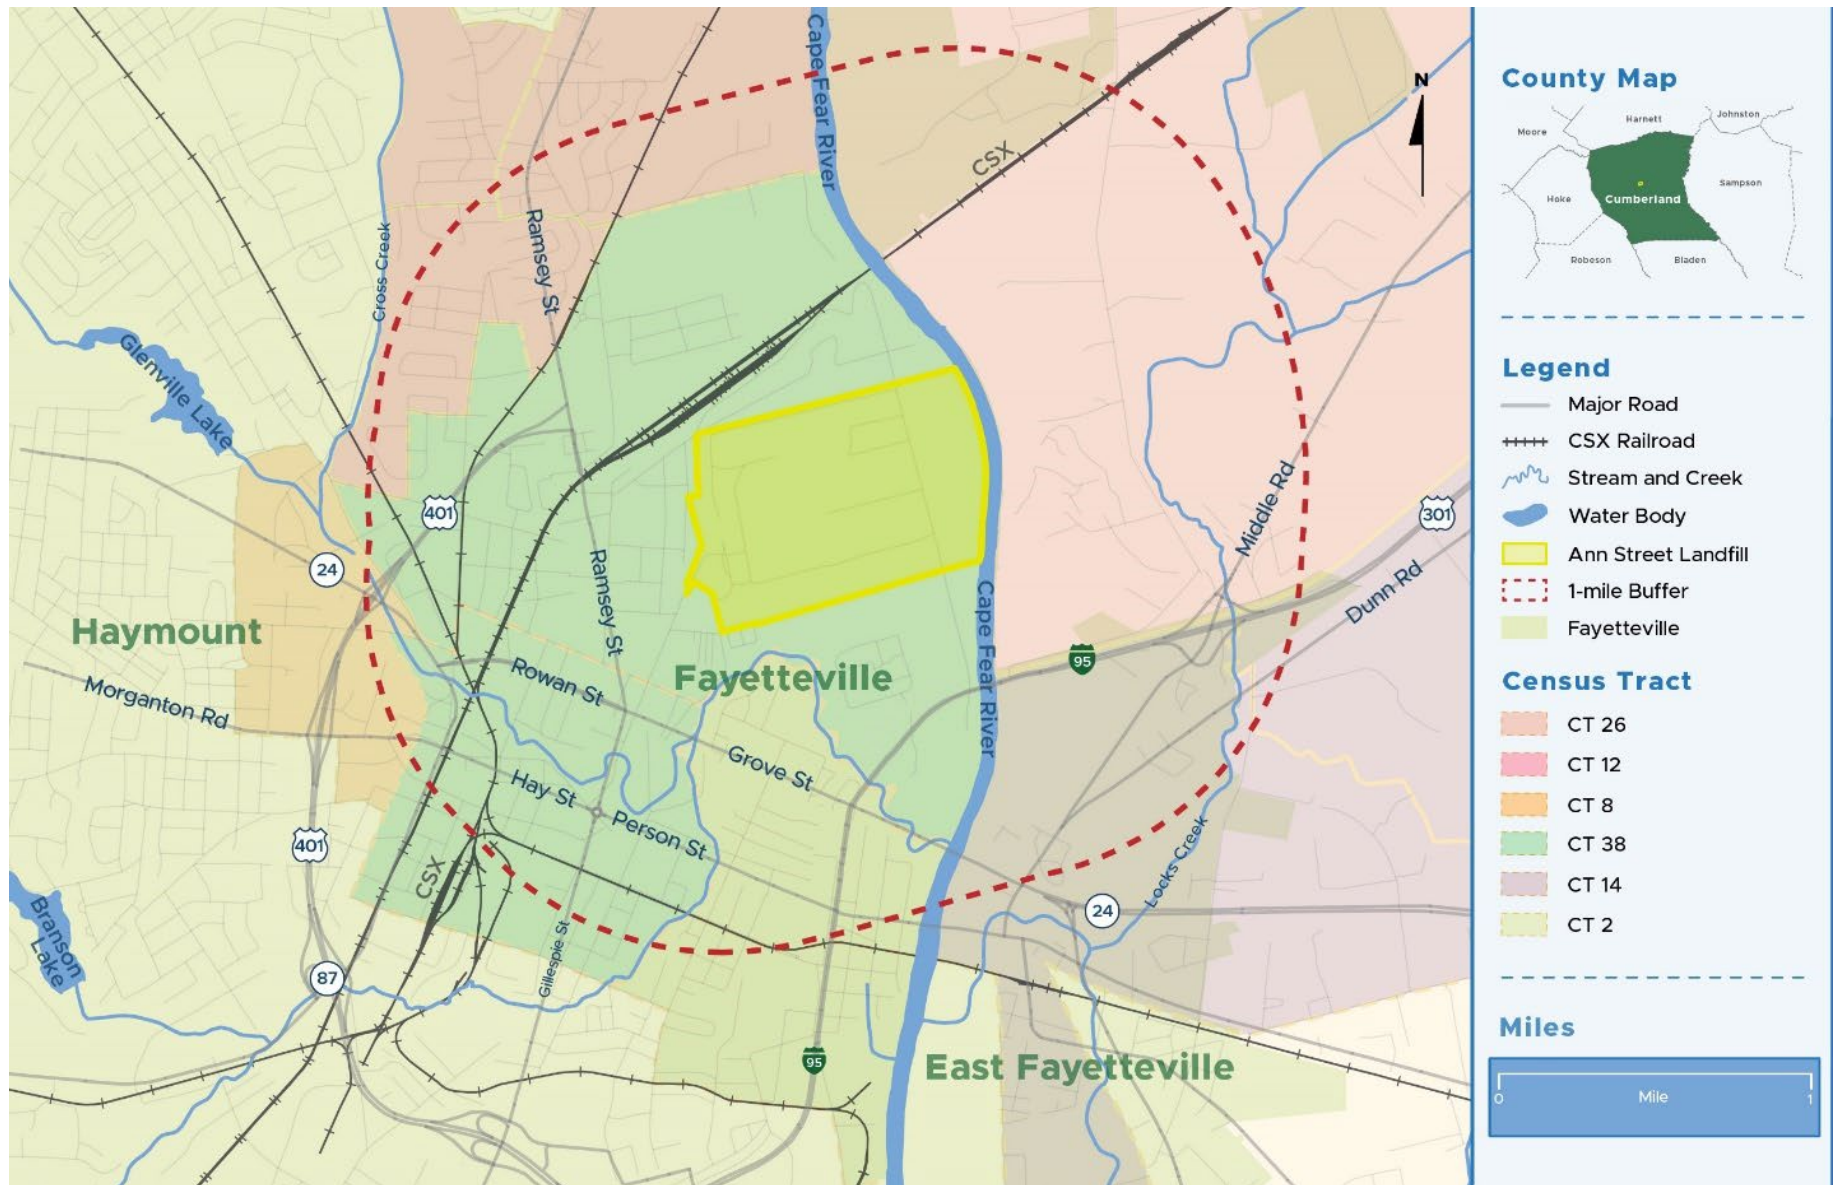 Cape Fear River
CSX
N
Ramsey St
Cross Creek
Glenville Lake
401
24
Haymount
Morganton Rd
Ramsey St
Rowan St
Fayetteville
Cape Fear River
95
Middle Rd
301
Dunn Rd
Grove St
Hay St
Person St
401
CSX
Branson
Lake
87
Gillespie St
24
Locks Creek
95
East Fayetteville
County Map
Harnett
Johnston
Moore
Sampson
Hoke
Cumberland
Robeson
Bladen
Legend
Major Road
CSX Railroad
Stream and Creek
Water Body
Ann Street Landfill
1-mile Buffer
Fayetteville
Census Tract
CT 26
CT 12
CT 8
CT 38
CT 14
CT 2
Miles
0 Mile 1